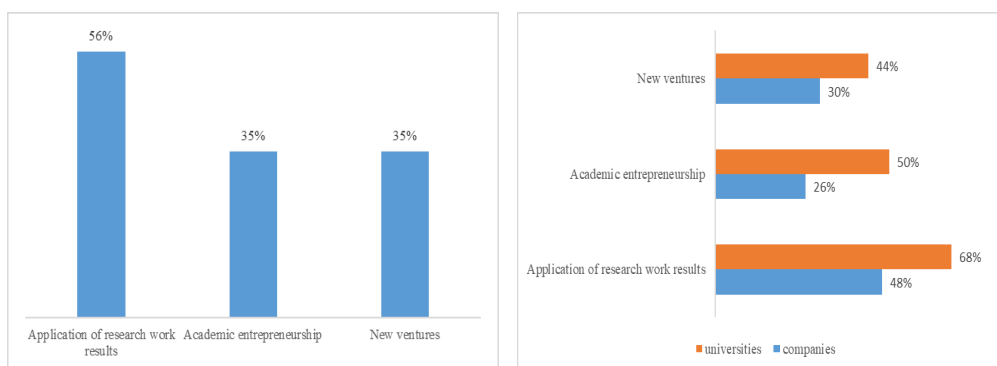 56%
35%
35%
Application of research work
results
Academic entrepreneurship
New ventures
New ventures
44%
30%
Academic entrepreneurship
50%
26%
Application of research work results
68%
48%
universities
companies